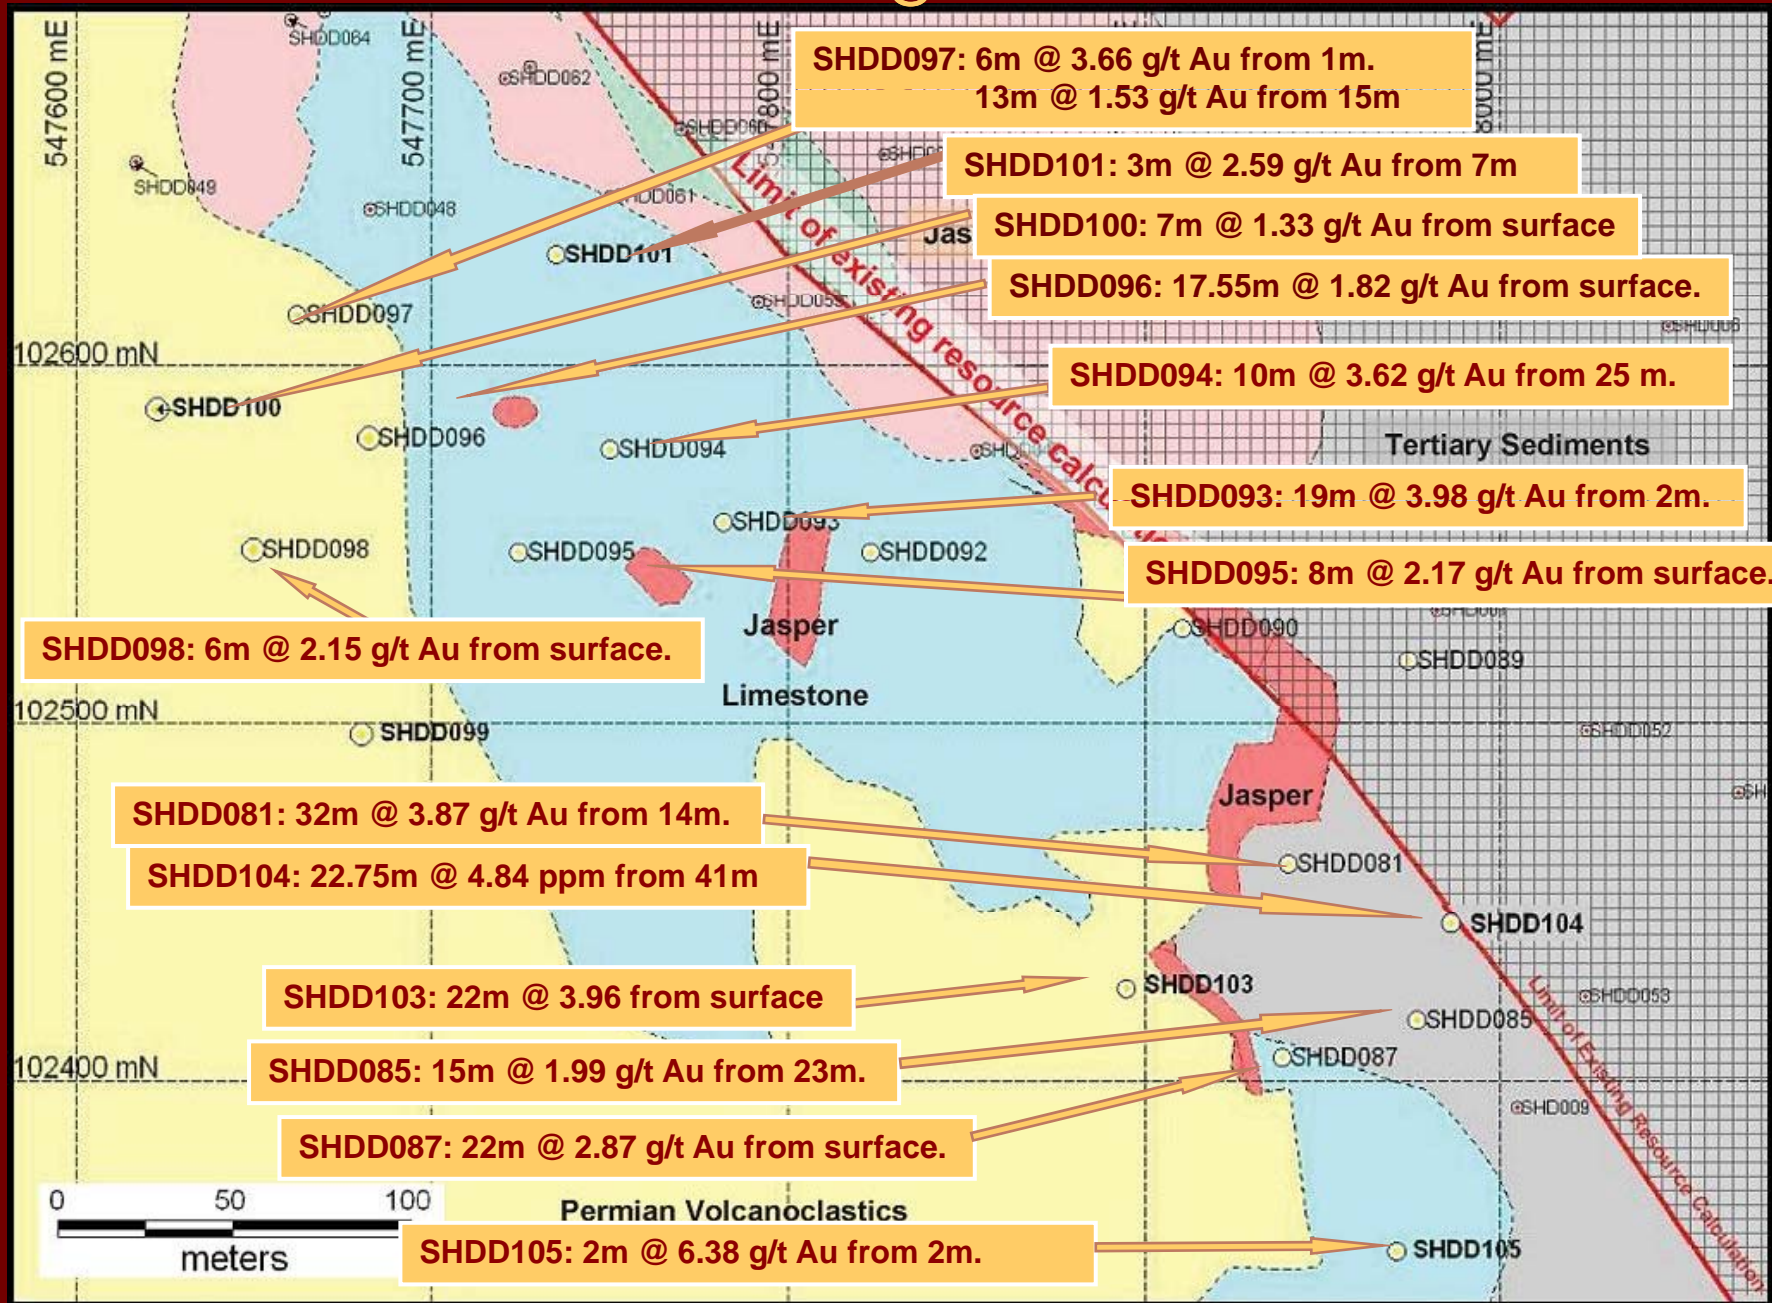 547600 mE
547700 mE
SHDD064
SHDD062
SHDD060
SHDD049
SHDD048
SHDD061
SHDD097: 6m @ 3.66 g/t Au from 1m.
13m @ 1.53 g/t Au from 15m
SHDD101: 3m @ 2.59 g/t Au from 7m
SHDD100: 7m @ 1.33 g/t Au from surface
SHDD096: 17.55m @ 1.82 g/t Au from surface.
SHDD101
SHDD097
SHDD059
102600 mN
SHDD094: 10m @ 3.62 g/t Au from 25 m.
Limit of existing resource
SHDD100
SHDD096
SHDD094
Tertiary Sediments
SHDD093: 19m @ 3.98 g/t Au from 2m.
SHDD093
SHDD098
SHDD095
SHDD092
SHDD095: 8m @ 2.17 g/t Au from surface.
SHDD098: 6m @ 2.15 g/t Au from surface.
Jasper
SHDD090
SHDD089
Limestone
102500 mN
SHDD099
SHDD052
SHDD081: 32m @ 3.87 g/t Au from 14m.
Jasper
SHDD104: 22.75m @ 4.84 ppm from 41m
SHDD081
SHDD104
SHDD103: 22m @ 3.96 from surface
SHDD103
SHDD053
SHDD085
SHDD085: 15m @ 1.99 g/t Au from 23m.
SHDD087
102400 mN
SHD009
SHDD087: 22m @ 2.87 g/t Au from surface.
Limit of Existing Resource Calculation
0 50 100
meters
Permian Volcanoclastics
SHDD105: 2m @ 6.38 g/t Au from 2m.
SHDD105